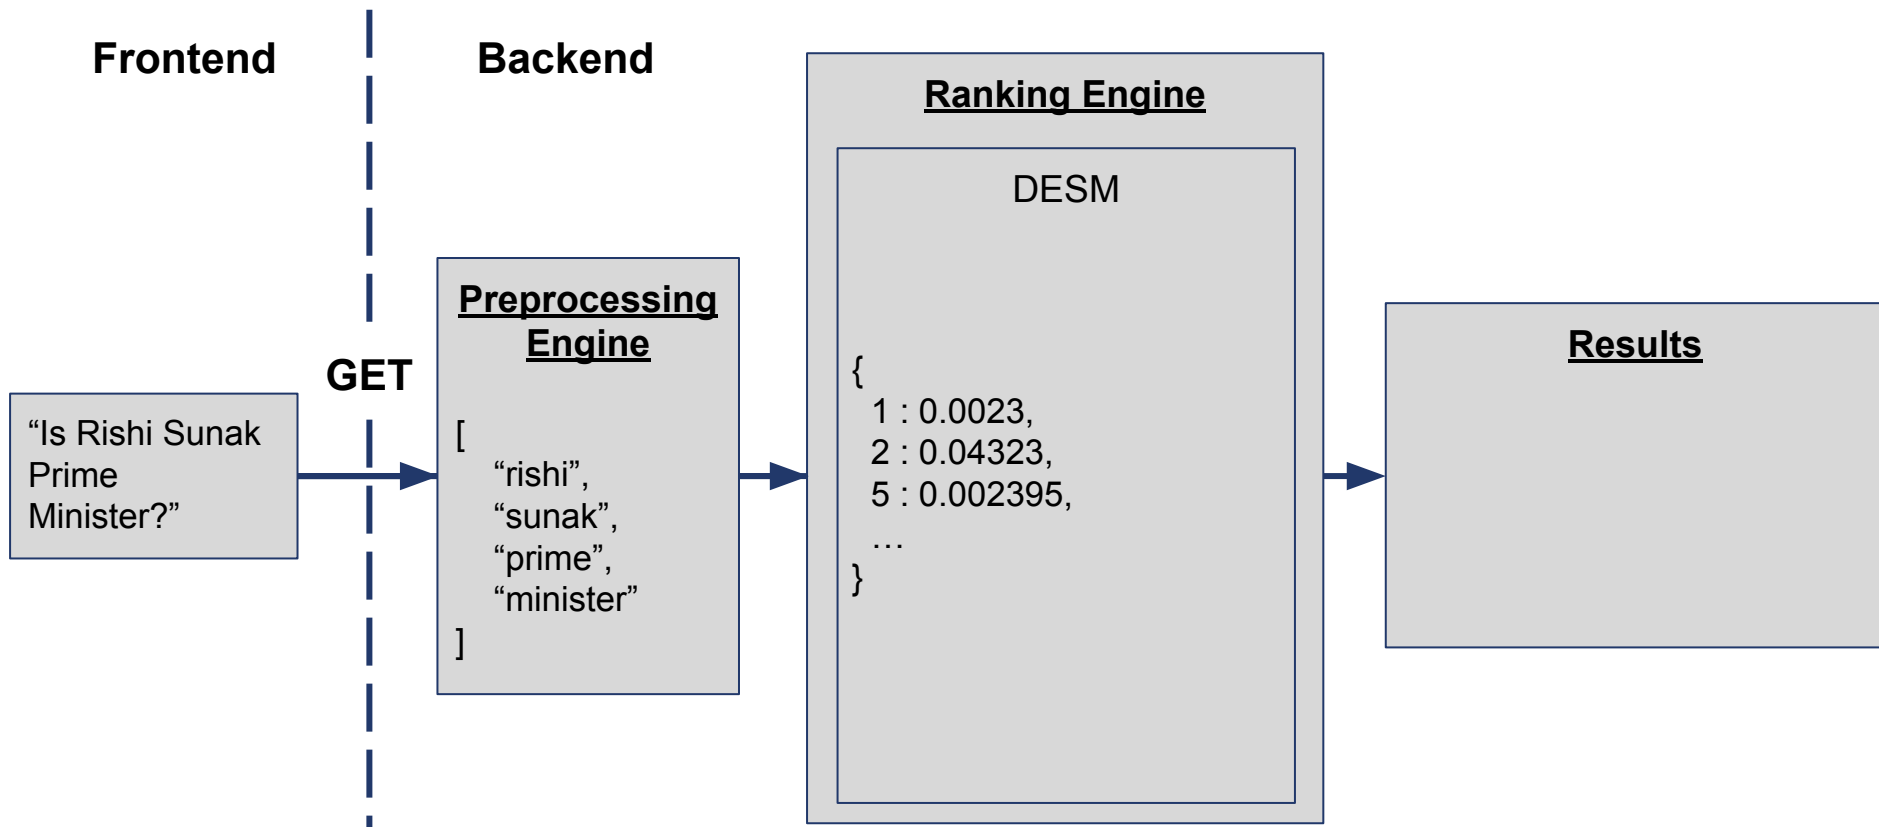 Frontend
Backend
GET
“Is Rishi Sunak
Prime
Minister?”
Preprocessing
Engine
[
“rishi”,
“sunak”,
“prime”,
“minister”
]
Ranking Engine
DESM
{
1 : 0.0023,
2 : 0.04323,
5 : 0.002395,
…
}
Results